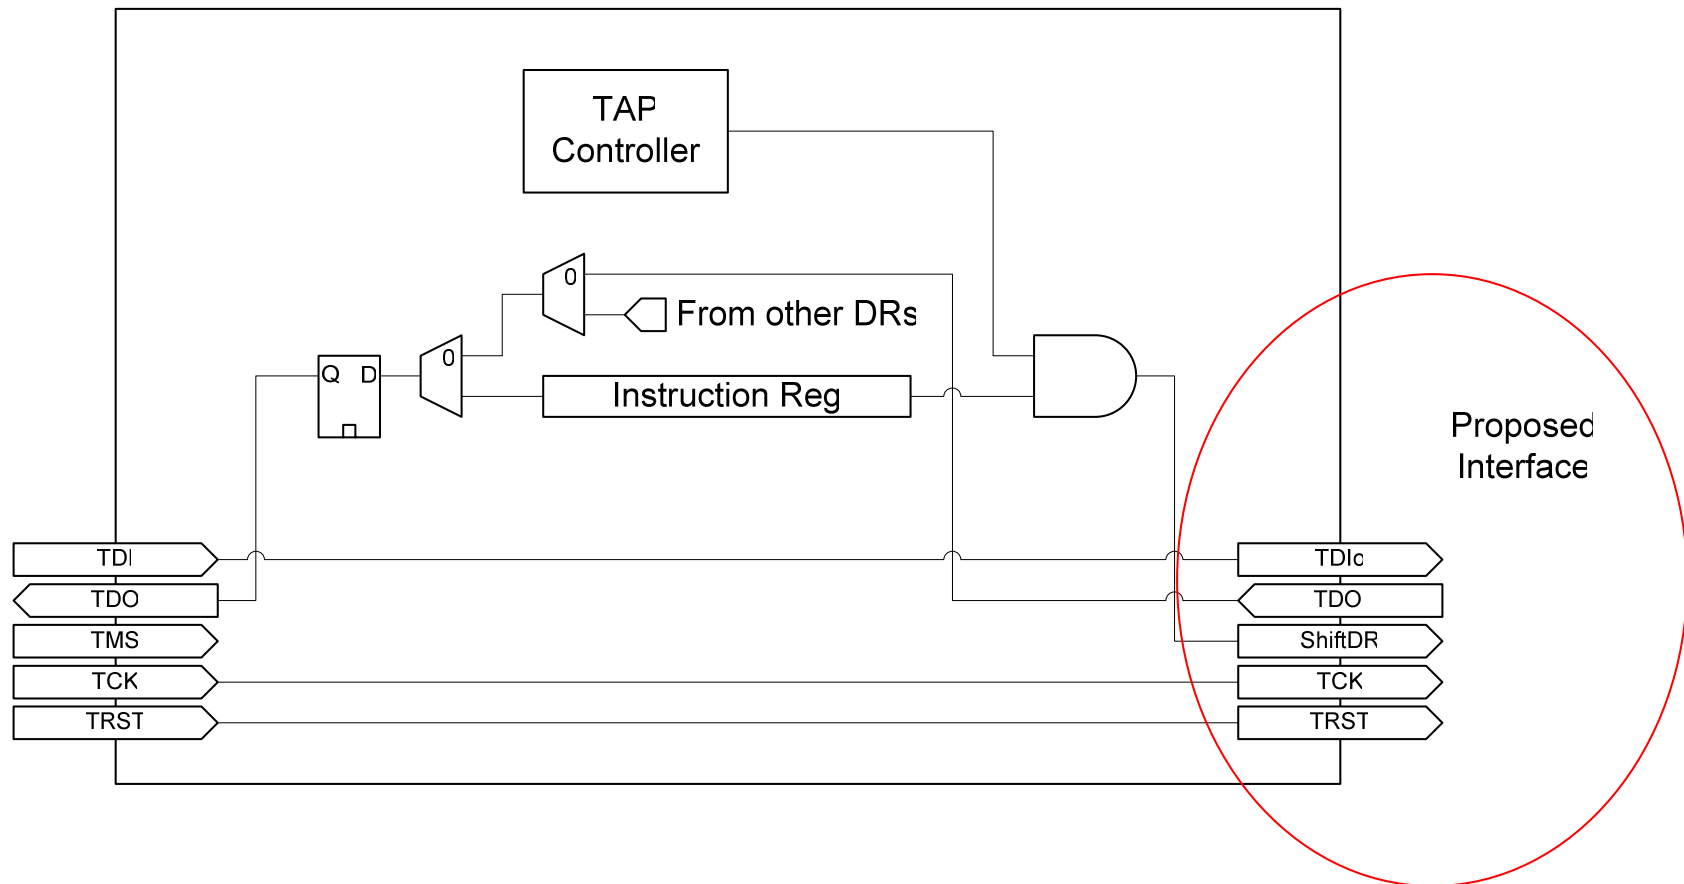 TAP
Controller
0
From other DRs
0
Q D
Instruction Reg
Proposed
Interface
TDI
TDIo
TDO
TDO
TMS
ShiftDR
TCK
TCK
TRST
TRST